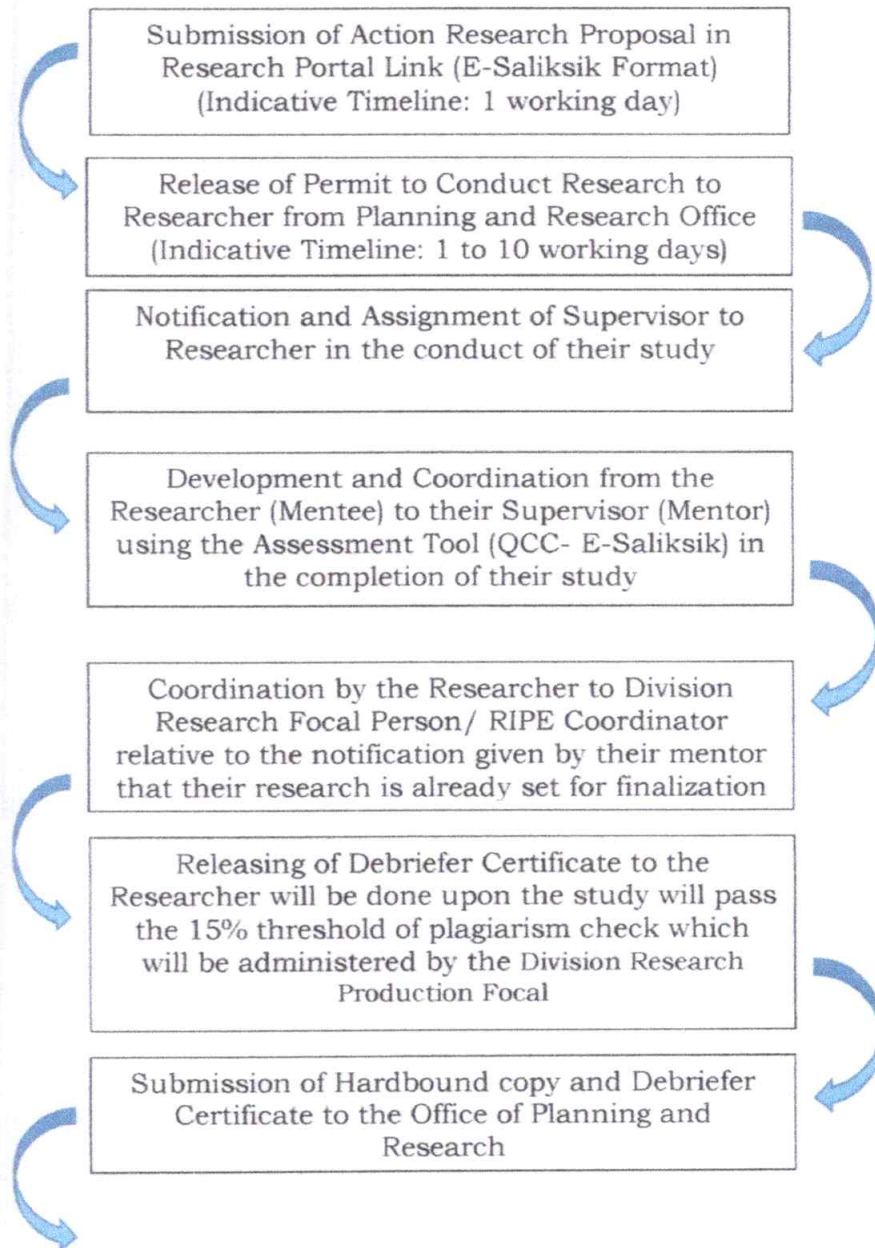 Submission of Action Research Proposal in
Research Portal Link (E-Saliksik Format)
(Indicative Timeline: 1 working day)
Release of Permit to Conduct Research to
Researcher from Planning and Research Office
(Indicative Timeline: 1 to 10 working days)
Notification and Assignment of Supervisor to
Researcher in the conduct of their study
Development and Coordination from the
Researcher (Mentee) to their Supervisor (Mentor)
using the Assessment Tool (QCC- E-Saliksik) in
the completion of their study
Coordination by the Researcher to Division
Research Focal Person/ RIPE Coordinator
relative to the notification given by their mentor
that their research is already set for finalization
Releasing of Debriefer Certificate to the
Researcher will be done upon the study will pass
the 15% threshold of plagiarism check which
will be administered by the Division Research
Production Focal
Submission of Hardbound copy and Debriefer
Certificate to the Office of Planning and
Research